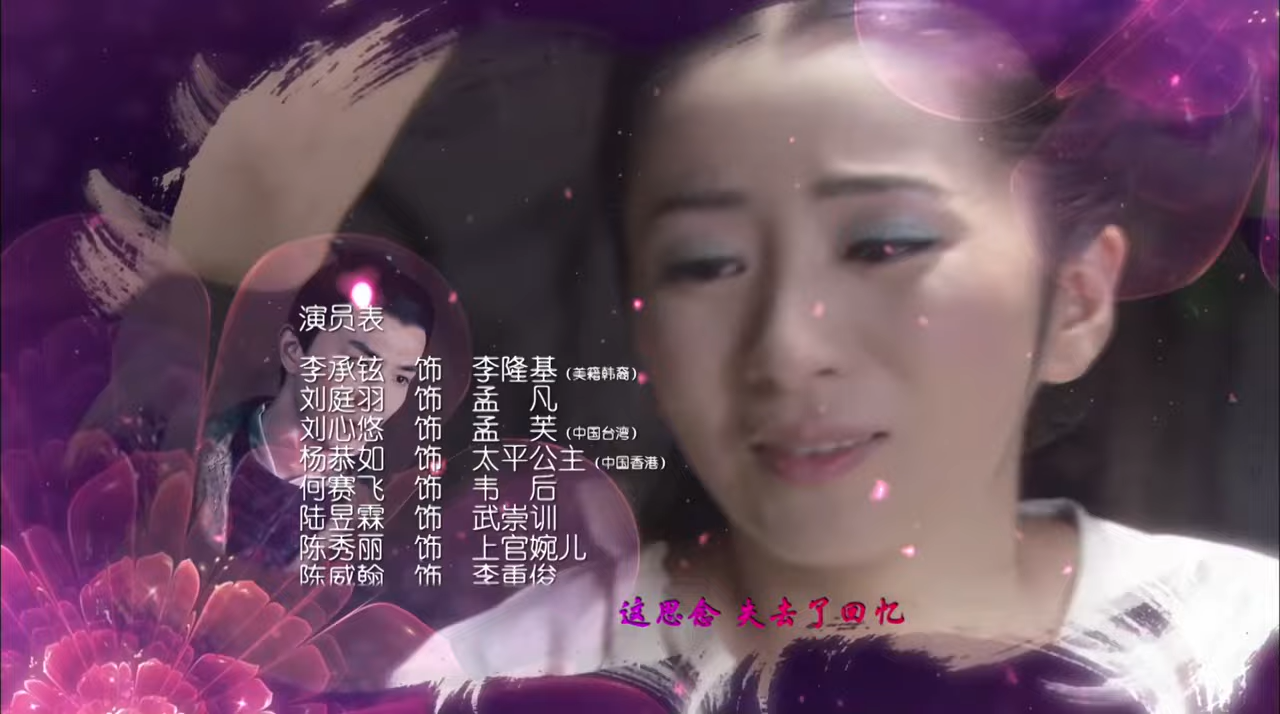 演员表
李承铉 饰 李隆基(美籍韩裔)
刘庭羽 饰 孟 凡
刘心悠 饰 孟 芙(中国台湾)
杨恭如 饰 太平公主(中国香港)
何赛飞 饰 韦 后
陆昱霖 饰 武崇训
陈秀丽 饰 上官婉儿
陈威翰 饰 李重俊
这思念 失去了回忆